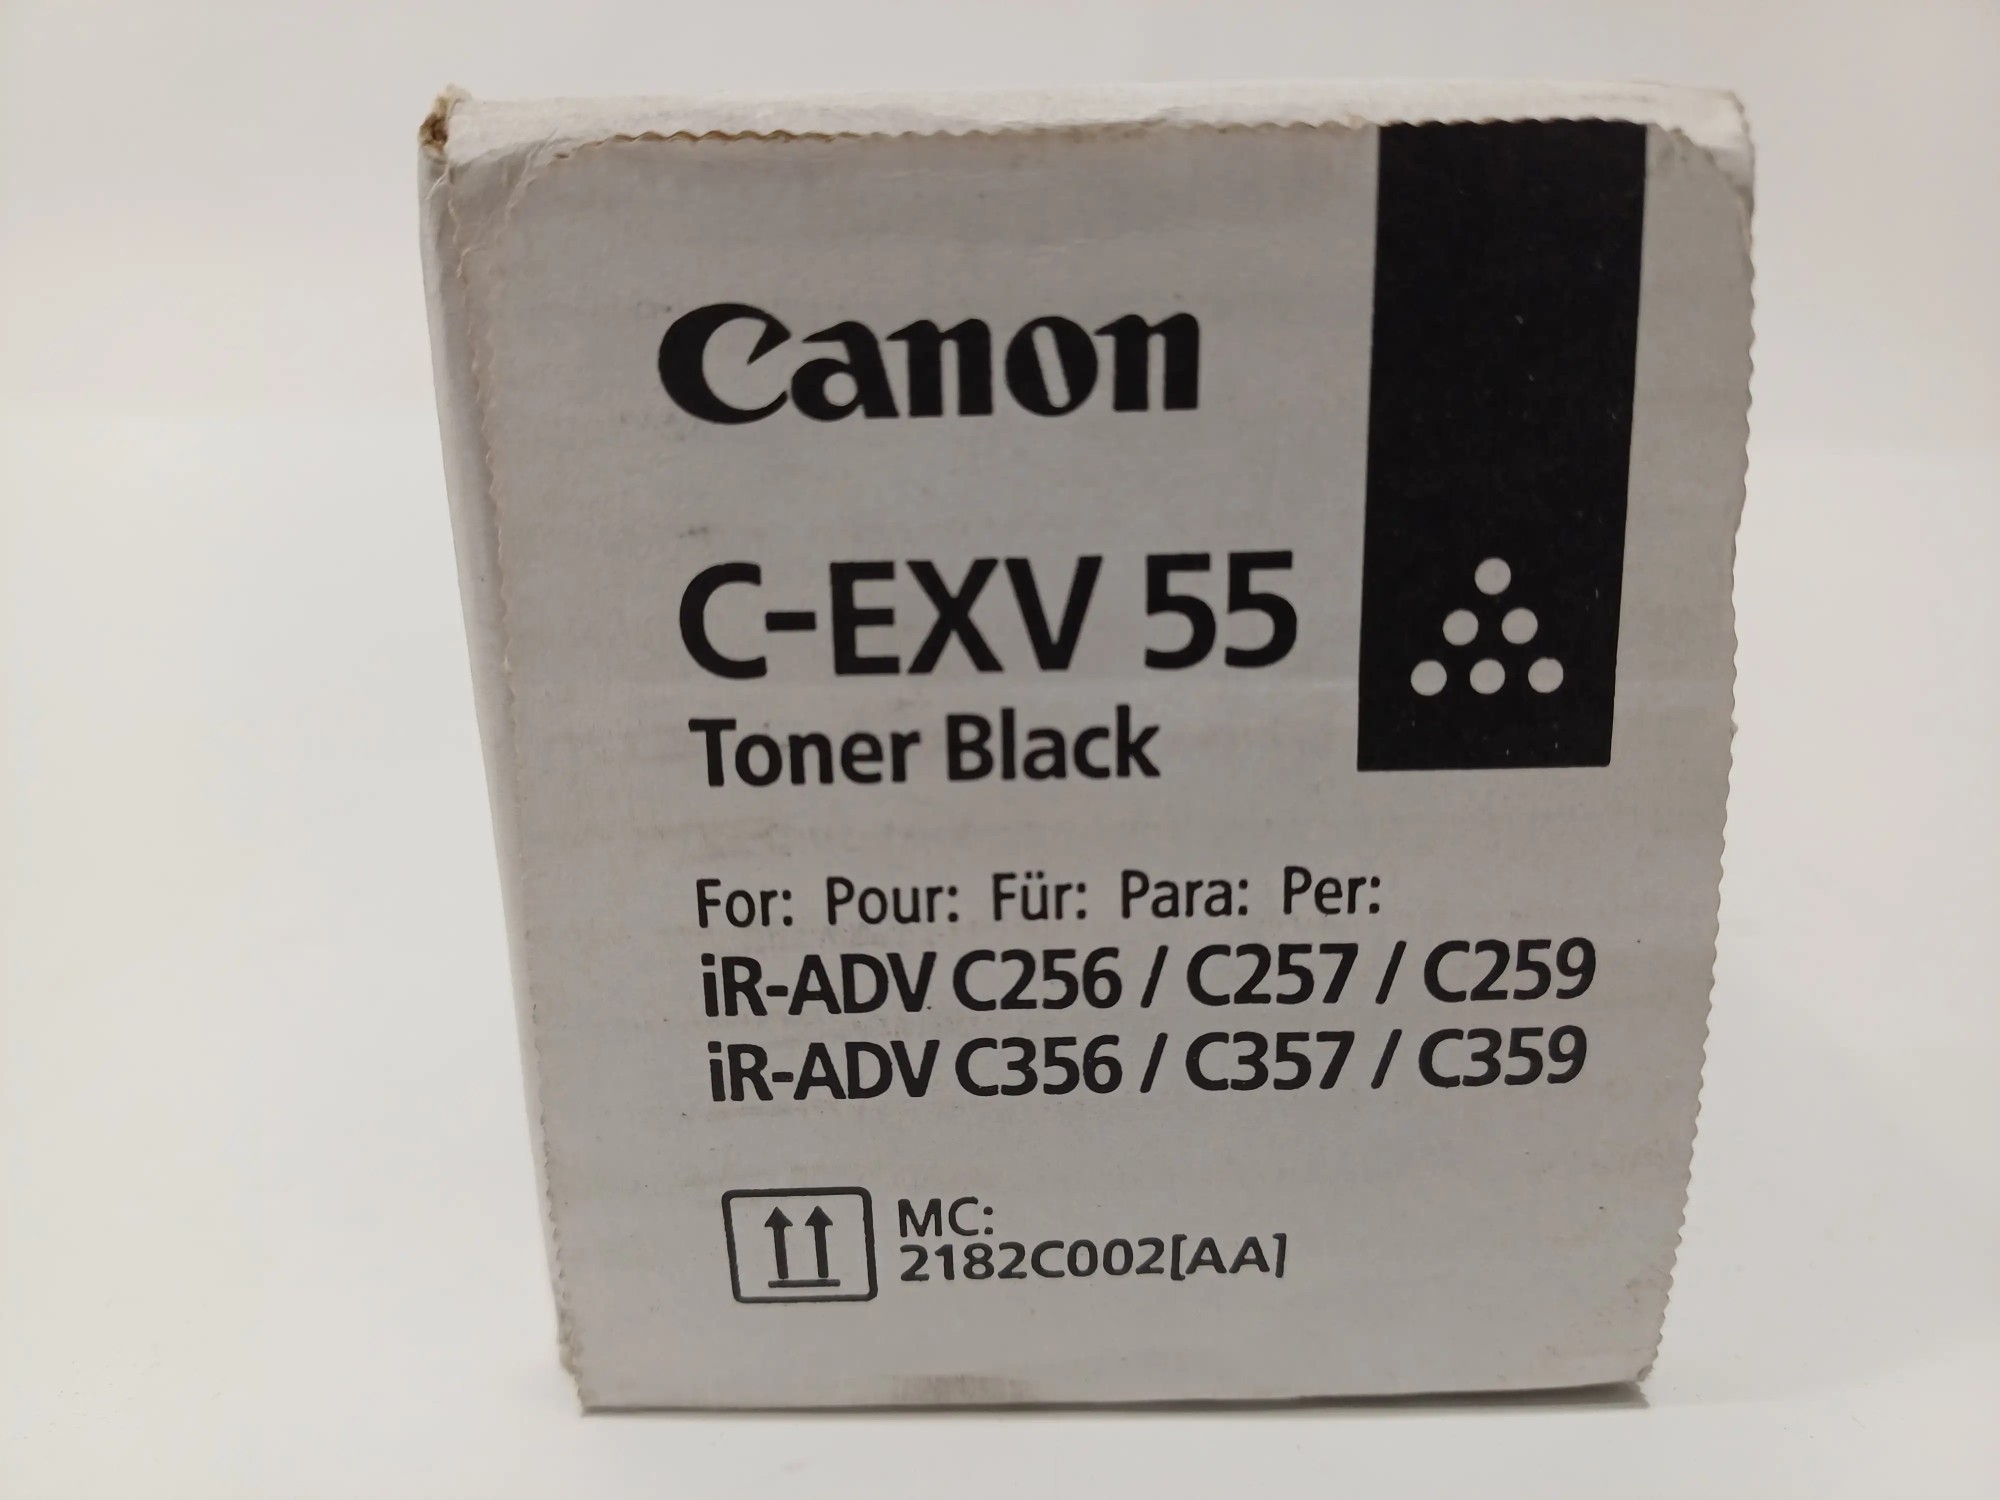 Canon
C-EXV 55
Toner Black
For: Pour: Für: Para: Per:
iR-ADV C256 / C257 / C259
iR-ADV C356 / C357 / C359
MC:
2182C002[AA]